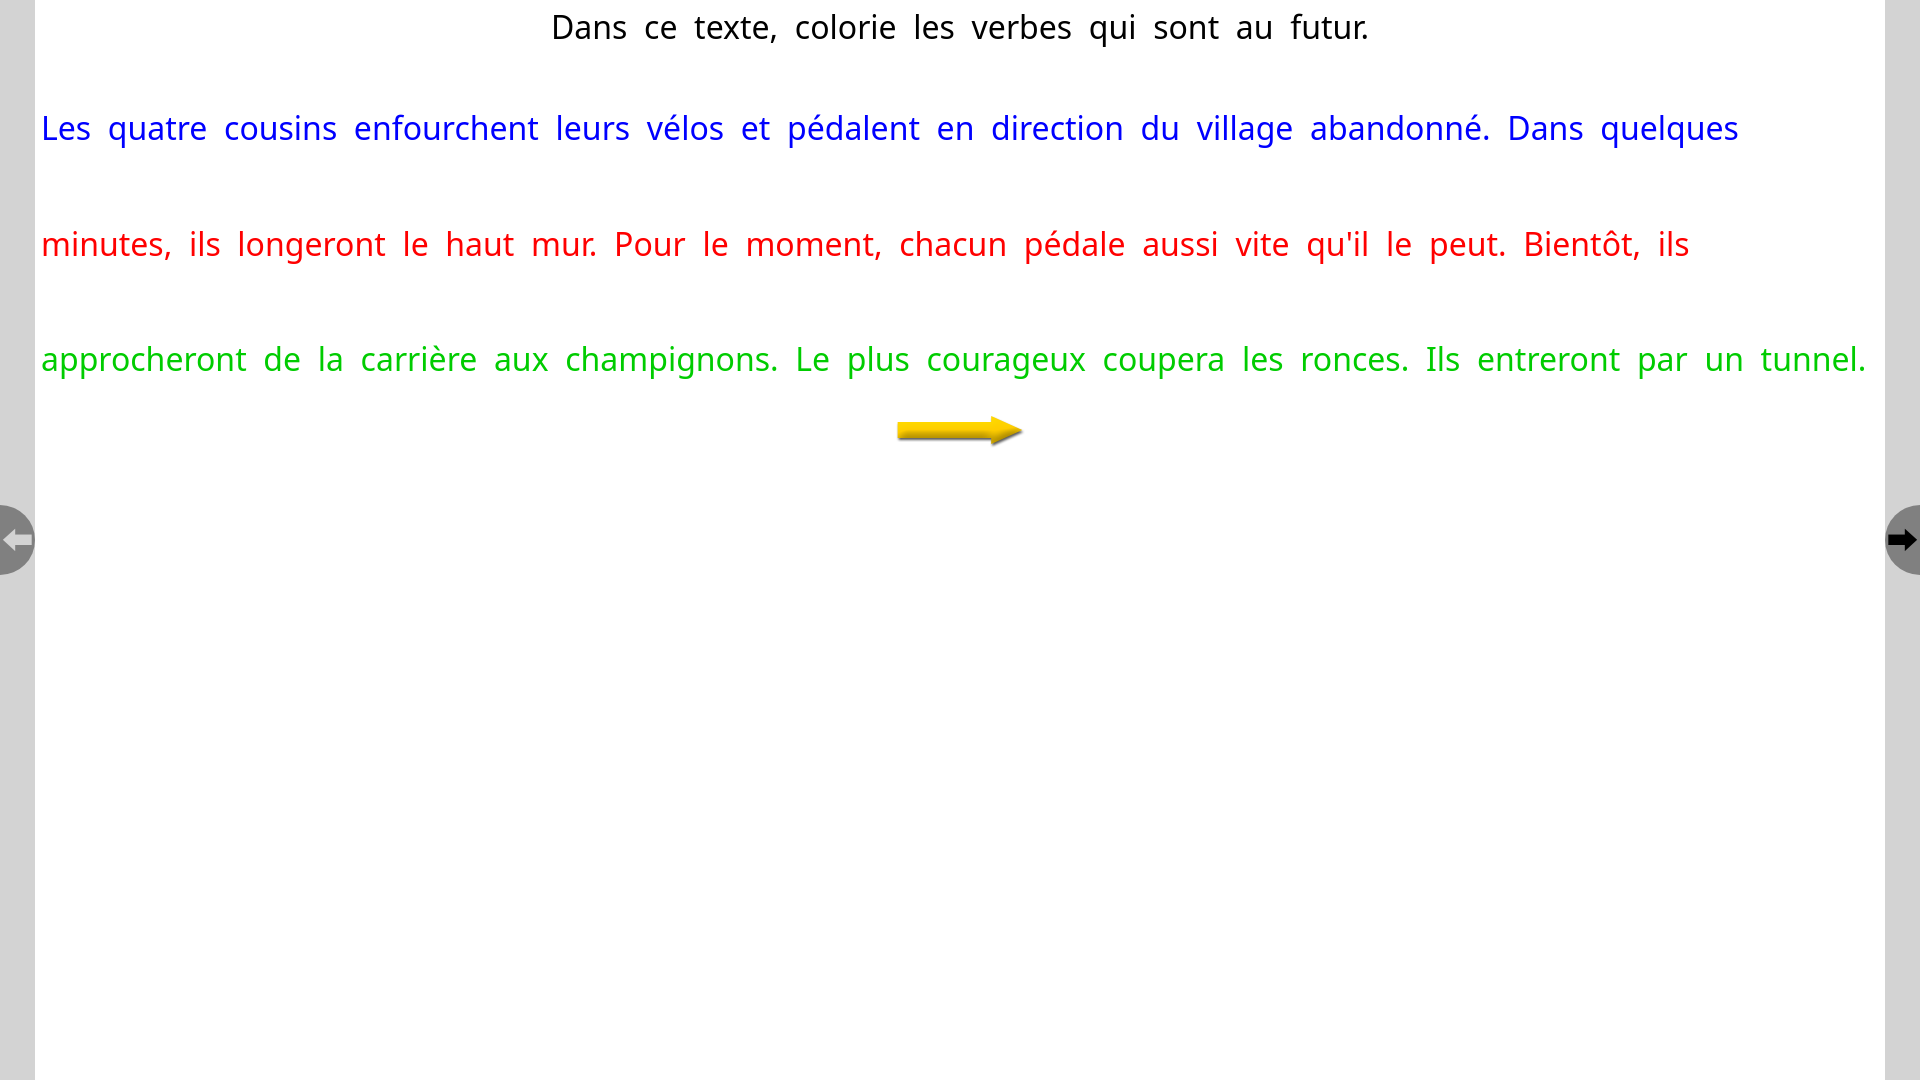 Dans ce texte, colorie les verbes qui sont au futur.
Les quatre cousins enfourchent leurs vélos et pédalent en direction du village abandonné. Dans quelques
minutes, ils longeront le haut mur. Pour le moment, chacun pédale aussi vite qu'il le peut. Bientôt, ils
approcheront de la carrière aux champignons. Le plus courageux coupera les ronces. Ils entreront par un tunnel.